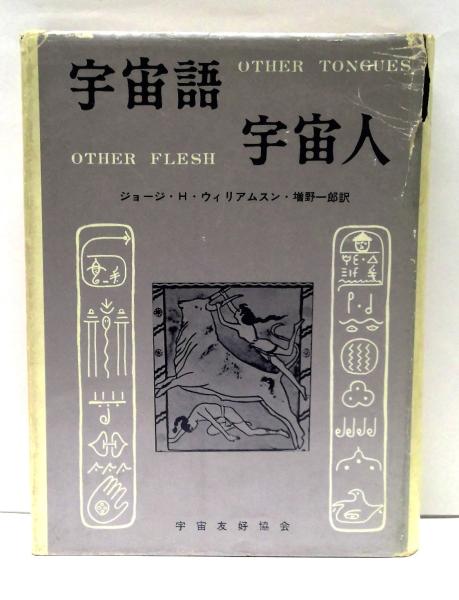 宇宙語
OTHER TONGUES
宇宙人
OTHER FLESH
ジョージ・H・ウィリアムスン・増野一郎訳
宇宙友好協会